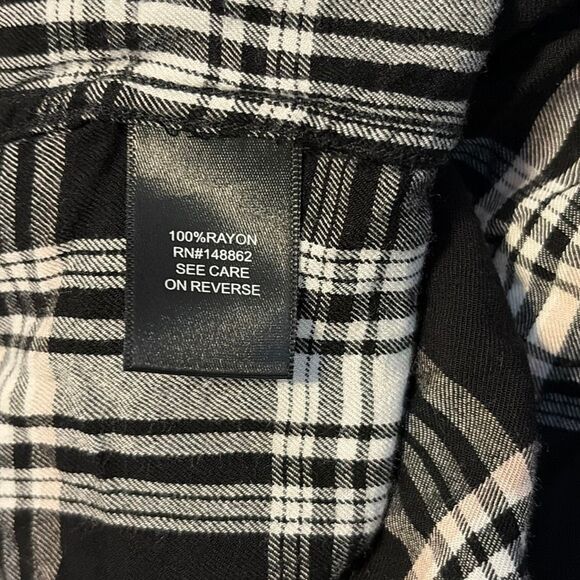 100%RAYON
RN#148862
SEE CARE
ON REVERSE